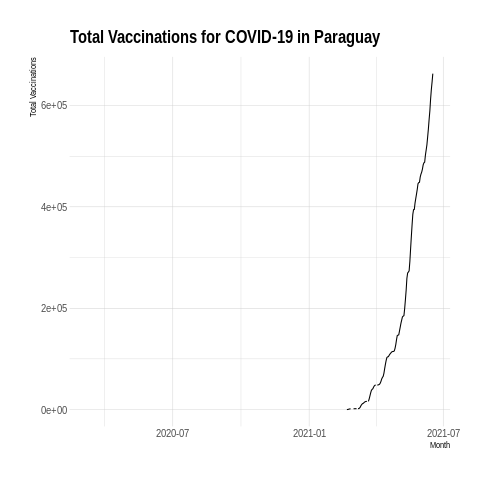 Total Vaccinations for COVID-19 in Paraguay
Total Vaccinations
6e+05
4e+05
2e+05
0e+00
2020-07 2021-01 2021-07
Month